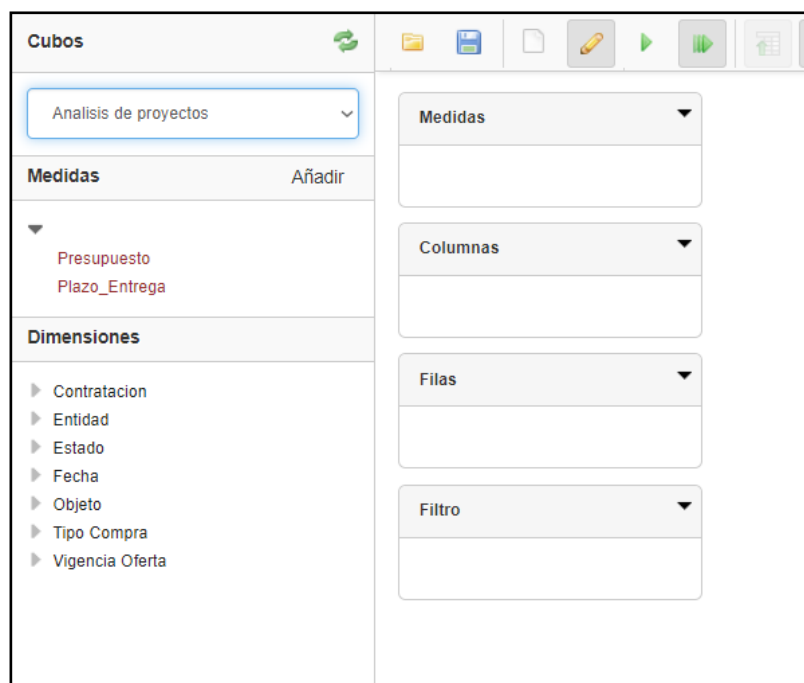 Cubos
Analisis de proyectos
Medidas Añadir
Presupuesto
Plazo_Entrega
Dimensiones
Contratacion
Entidad
Estado
Fecha
Objeto
Tipo Compra
Vigencia Oferta
Medidas
Columnas
Filas
Filtro